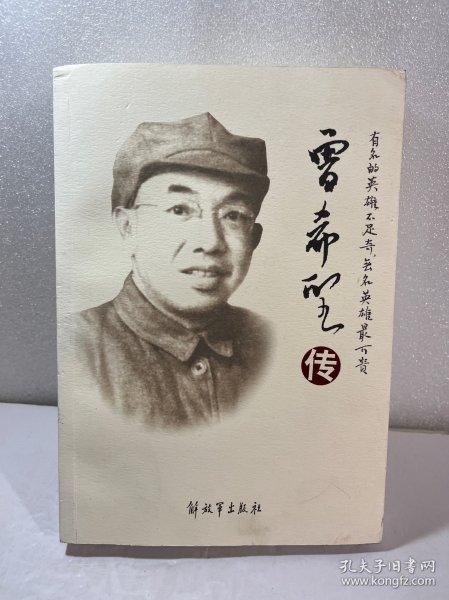 曾希圣
传
有名的英雄不足奇，无名英雄最可贵
解放军出版社
孔夫子旧书网
www.kongfz.com